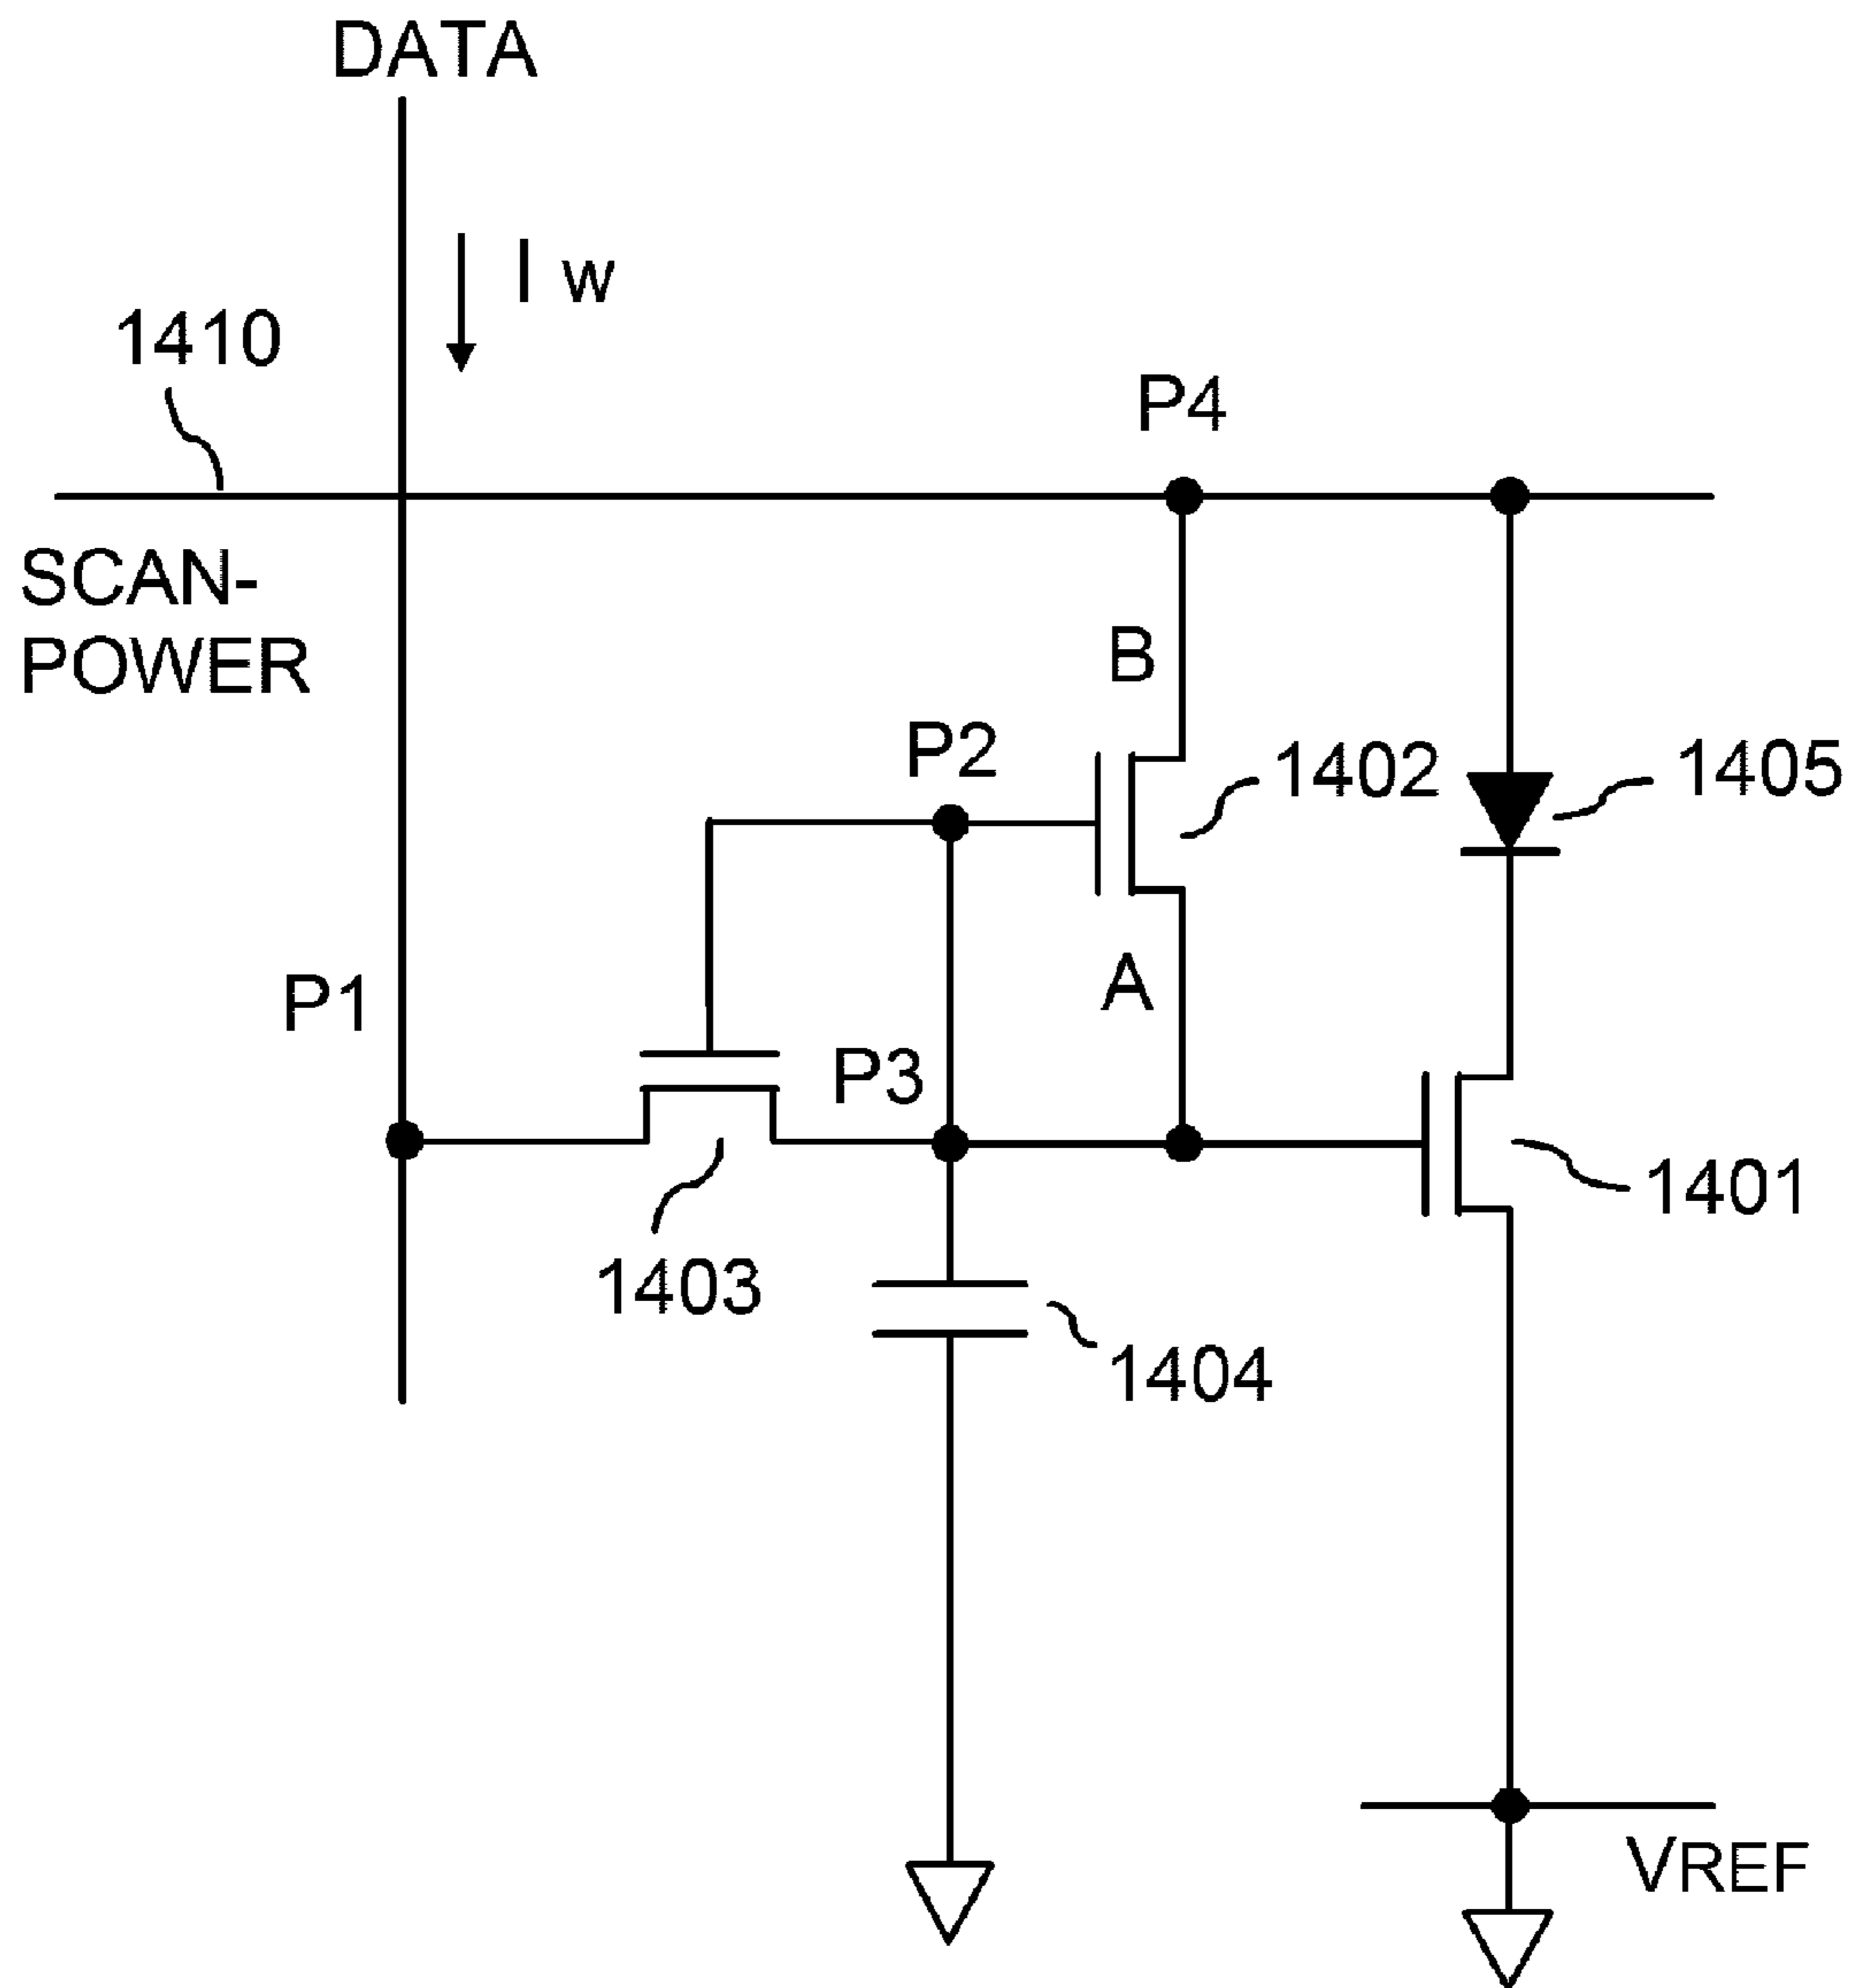 DATA
I w
1410
P4
SCAN-
POWER
B
P2
1402
1405
A
P1
P3
1401
1403
1404
VREF